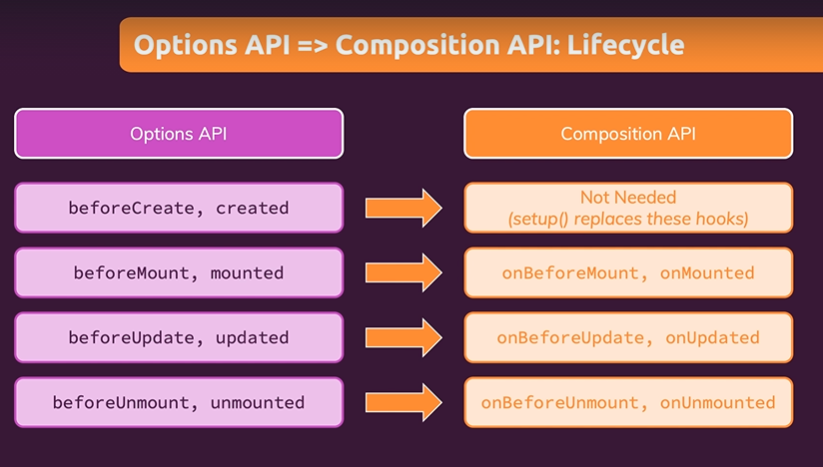 Options API => Composition API: Lifecycle
Options API
Composition API
beforeCreate, created
Not Needed
(setup() replaces these hooks)
beforeMount, mounted
onBeforeMount, onMounted
beforeUpdate, updated
onBeforeUpdate, onUpdated
beforeUnmount, unmounted
onBeforeUnmount, onUnmounted